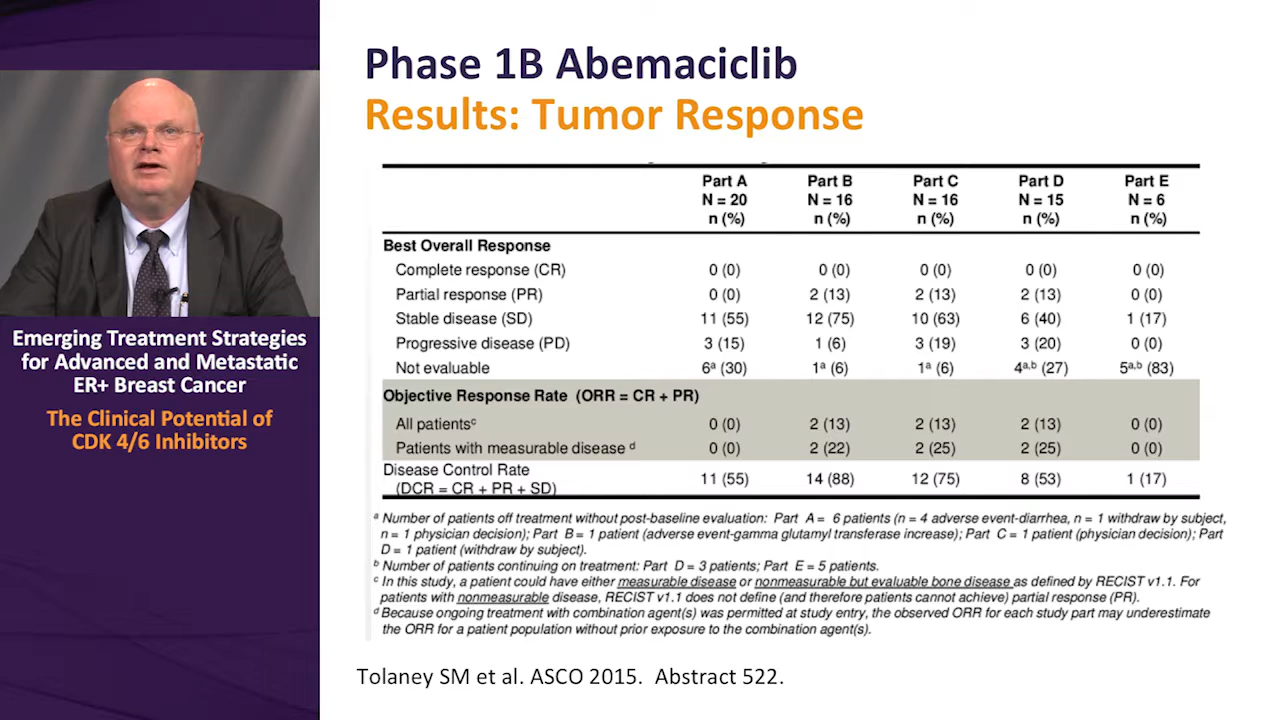 Phase 1B Abemaciclib
Results: Tumor Response
Part A Part B Part C Part D Part E
N = 20 N = 16 N = 16 N = 15 N = 6
n (%) n (%) n (%) n (%) n (%)
Best Overall Response
Complete response (CR) 0 (0) 0 (0) 0 (0) 0 (0) 0 (0)
Partial response (PR) 0 (0) 2 (13) 2 (13) 2 (13) 0 (0)
Stable disease (SD) 11 (55) 12 (75) 10 (63) 6 (40) 1 (17)
Progressive disease (PD) 3 (15) 1 (6) 3 (19) 3 (20) 0 (0)
Not evaluable 6ᵃ (30) 1ᵃ (6) 1ᵃ (6) 4ᵃ,ᵇ (27) 5ᵃ,ᵇ (83)
Objective Response Rate (ORR = CR + PR)
All patientsᶜ 0 (0) 2 (13) 2 (13) 2 (13) 0 (0)
Patients with measurable disease ᵈ 0 (0) 2 (22) 2 (25) 2 (25) 0 (0)
Disease Control Rate
(DCR = CR + PR + SD) 11 (55) 14 (88) 12 (75) 8 (53) 1 (17)
ᵃ Number of patients off treatment without post-baseline evaluation: Part A = 6 patients (n = 4 adverse event-diarrhea, n = 1 withdraw by subject,
n = 1 physician decision); Part B = 1 patient (adverse event-gamma glutamyl transferase increase); Part C = 1 patient (physician decision); Part
D = 1 patient (withdraw by subject).
ᵇ Number of patients continuing on treatment: Part D = 3 patients; Part E = 5 patients.
ᶜ In this study, a patient could have either measurable disease or nonmeasurable but evaluable bone disease as defined by RECIST v1.1. For
patients with nonmeasurable disease, RECIST v1.1 does not define (and therefore patients cannot achieve) partial response (PR).
ᵈ Because ongoing treatment with combination agent(s) was permitted at study entry, the observed ORR for each study part may underestimate
the ORR for a patient population without prior exposure to the combination agent(s).
Tolaney SM et al. ASCO 2015. Abstract 522.
Emerging Treatment Strategies
for Advanced and Metastatic
ER+ Breast Cancer
The Clinical Potential of
CDK 4/6 Inhibitors